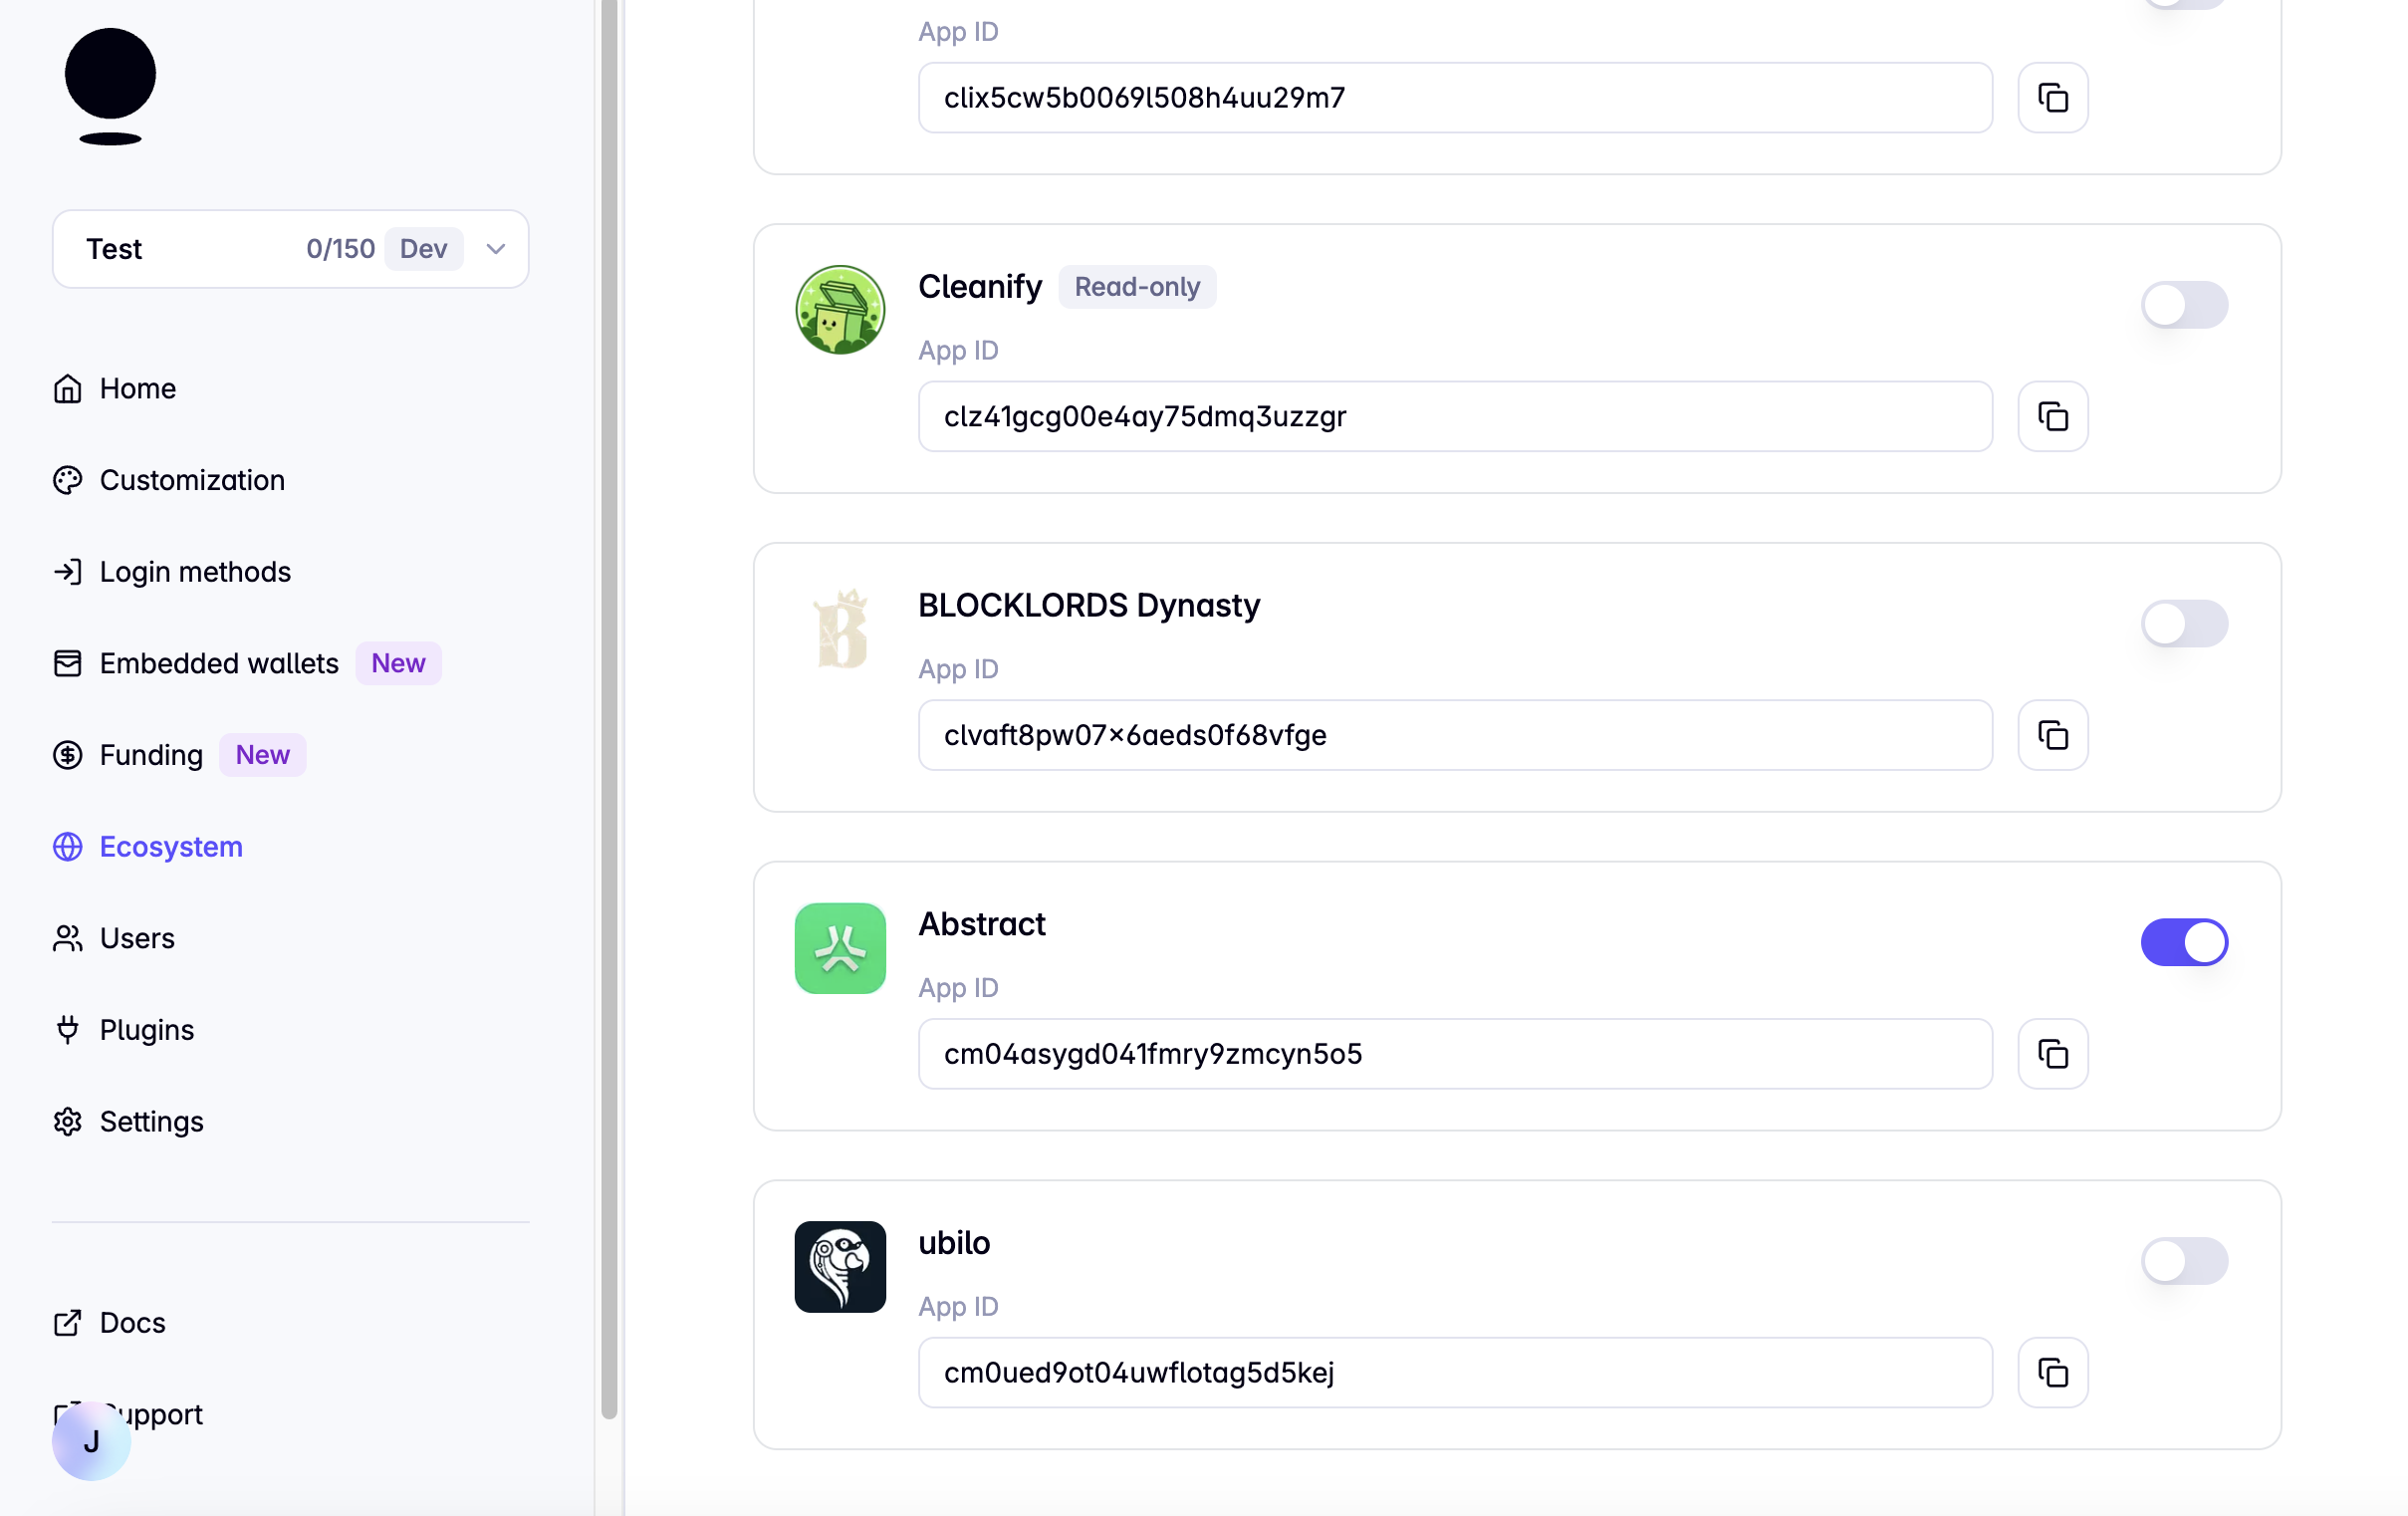 Test 0/150 Dev
Home
Customization
Login methods
Embedded wallets New
Funding New
Ecosystem
Users
Plugins
Settings
Docs
Support
J
App ID
clix5cw5b0069l508h4uu29m7
Cleanify Read-only
App ID
clz41gcg00e4ay75dmq3uzzgr
BLOCKLORDS Dynasty
App ID
clvaft8pw07x6aeds0f68vfge
Abstract
App ID
cm04asygd041fmry9zmcyn5o5
ubilo
App ID
cm0ued9ot04uwflotag5d5kej